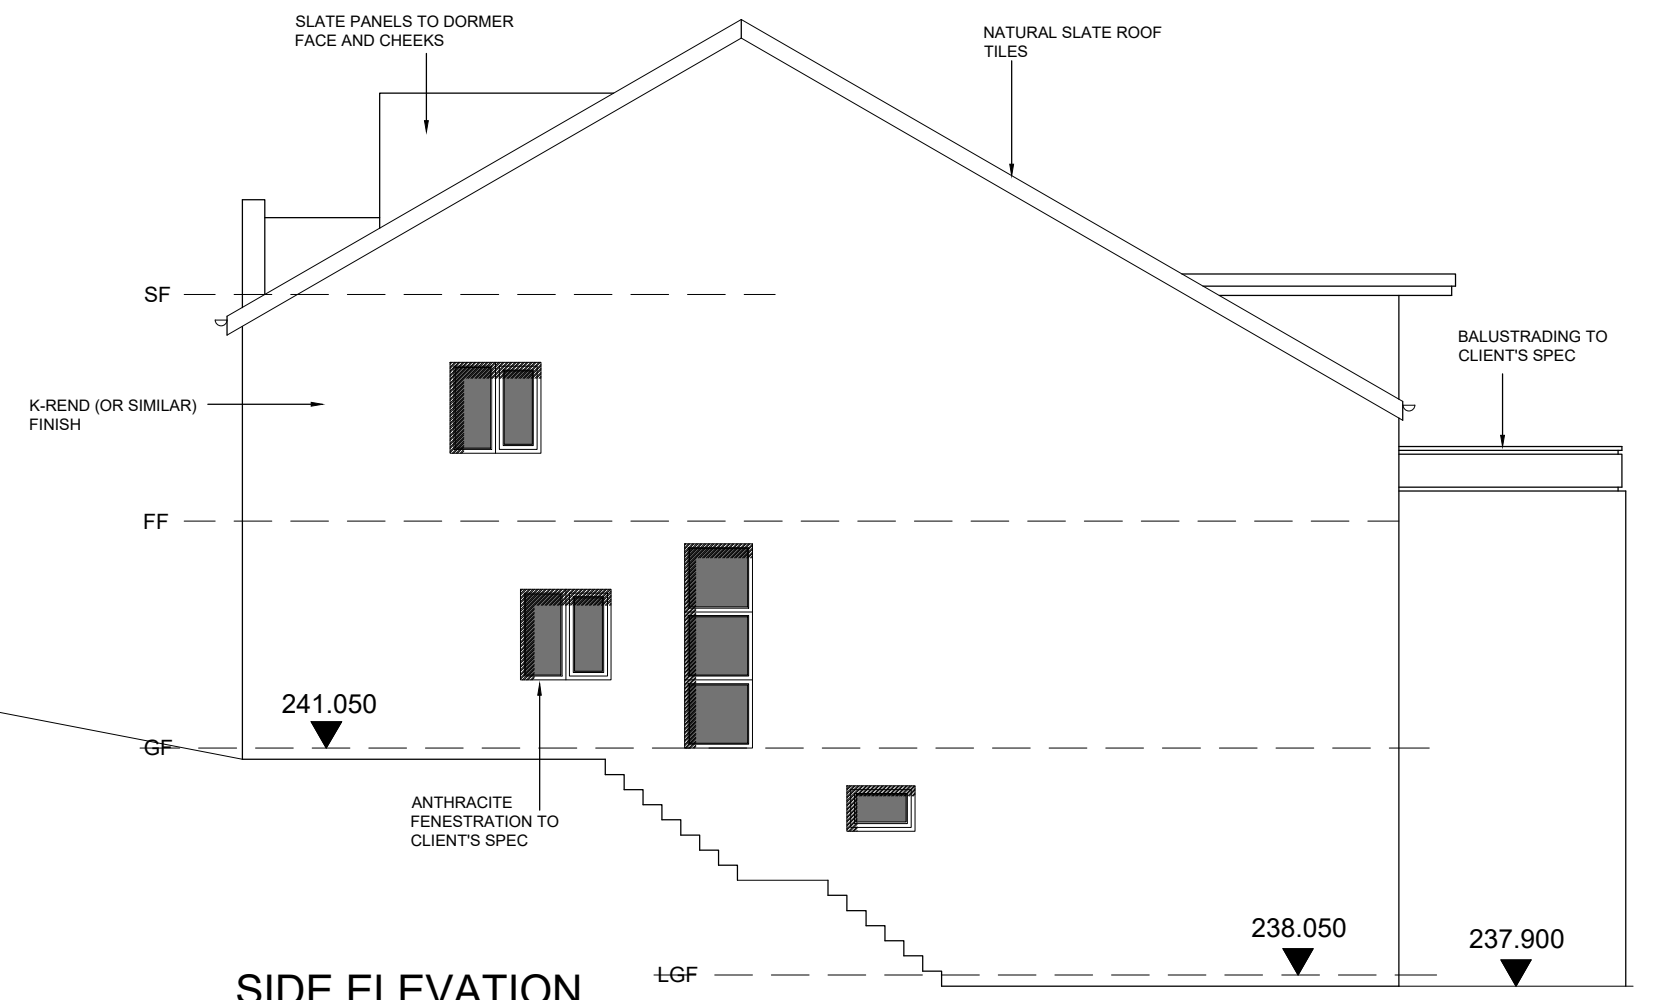 SLATE PANELS TO DORMER
FACE AND CHEEKS
NATURAL SLATE ROOF
TILES
SF
BALUSTRADING TO
CLIENT'S SPEC
K-REND (OR SIMILAR)
FINISH
FF
241.050
GF
ANTHRACITE
FENESTRATION TO
CLIENT'S SPEC
238.050
237.900
LGF
SIDE ELEVATION